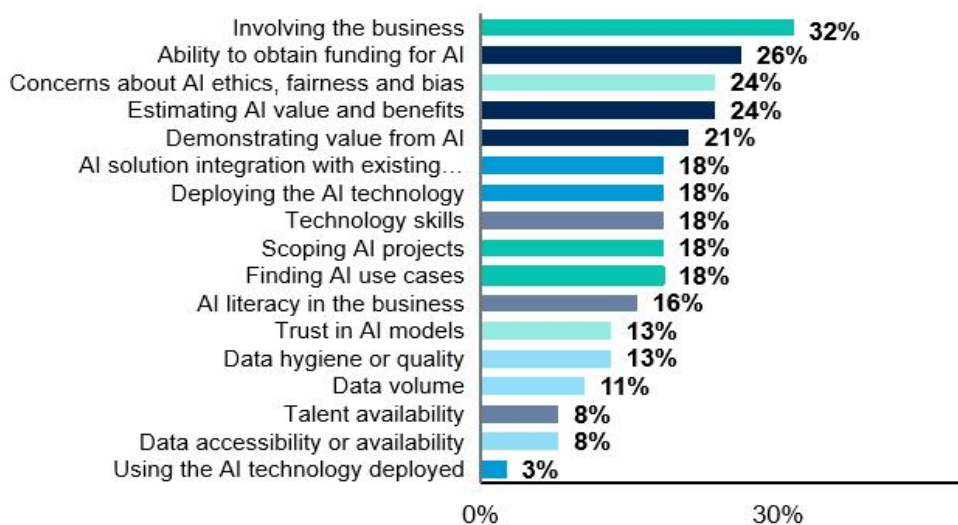 Involving the business 32%
Ability to obtain funding for AI 26%
Concerns about AI ethics, fairness and bias 24%
Estimating AI value and benefits 24%
Demonstrating value from AI 21%
AI solution integration with existing… 18%
Deploying the AI technology 18%
Technology skills 18%
Scoping AI projects 18%
Finding AI use cases 18%
AI literacy in the business 16%
Trust in AI models 13%
Data hygiene or quality 13%
Data volume 11%
Talent availability 8%
Data accessibility or availability 8%
Using the AI technology deployed 3%
0% 30%